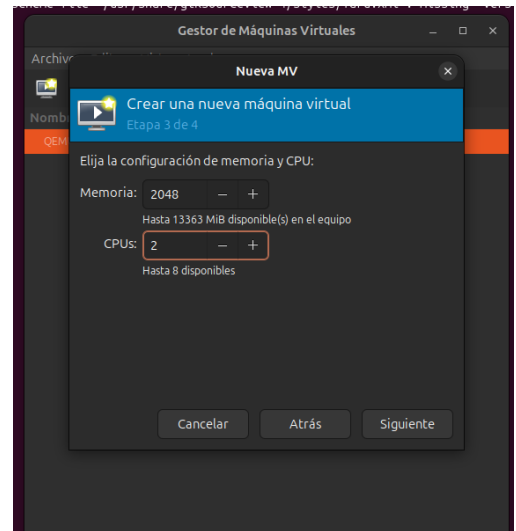 Gestor de Máquinas Virtuales
Archivo
Nueva MV
Crear una nueva máquina virtual
Etapa 3 de 4
Nomb
QEM
Elija la configuración de memoria y CPU:
Memoria: 2048 − +
Hasta 13363 MiB disponible(s) en el equipo
CPUs: 2 − +
Hasta 8 disponibles
Cancelar Atrás Siguiente